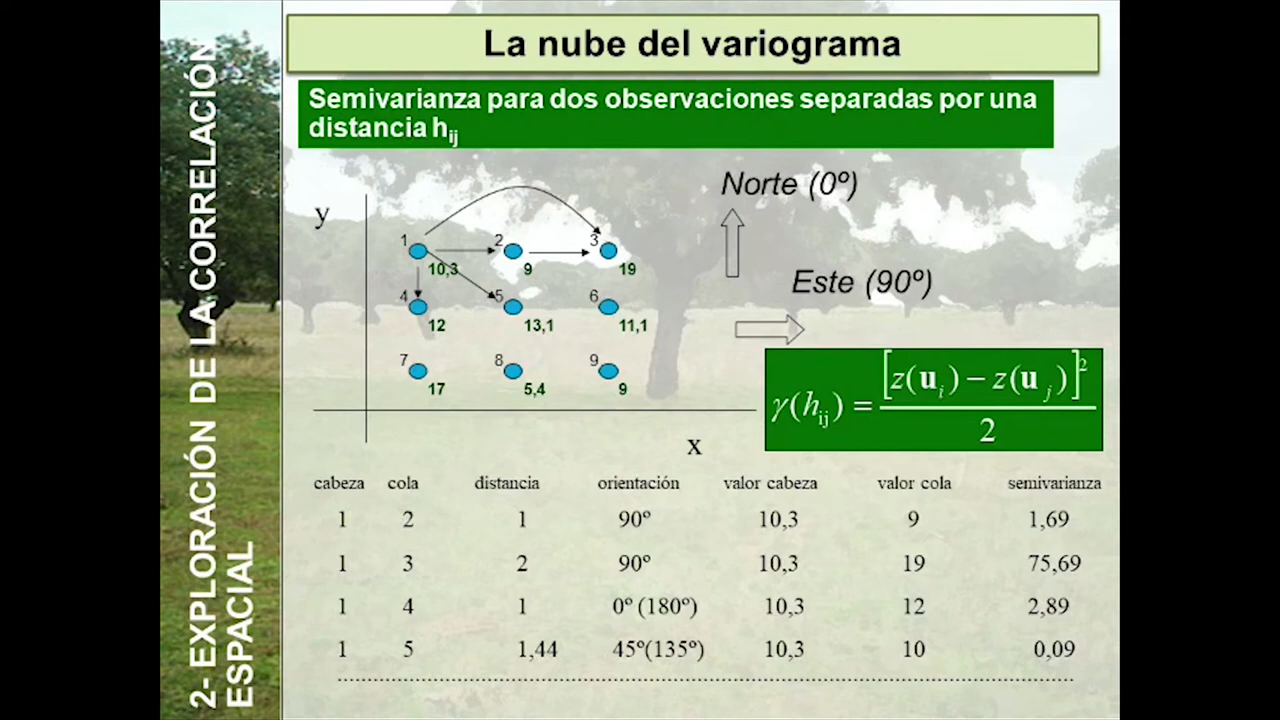 La nube del variograma
Semivarianza para dos observaciones separadas por una
distancia hij
2- EXPLORACIÓN DE LA CORRELACIÓN
ESPACIAL
Norte (0º)
Este (90º)
y
1 2 3
10,3 9 19
4 5 6
12 13,1 11,1
7 8 9
17 5,4 9
x
γ(hij) = [z(ui) − z(uj)]² / 2
cabeza cola distancia orientación valor cabeza valor cola semivarianza
1 2 1 90º 10,3 9 1,69
1 3 2 90º 10,3 19 75,69
1 4 1 0º (180º) 10,3 12 2,89
1 5 1,44 45º(135º) 10,3 10 0,09